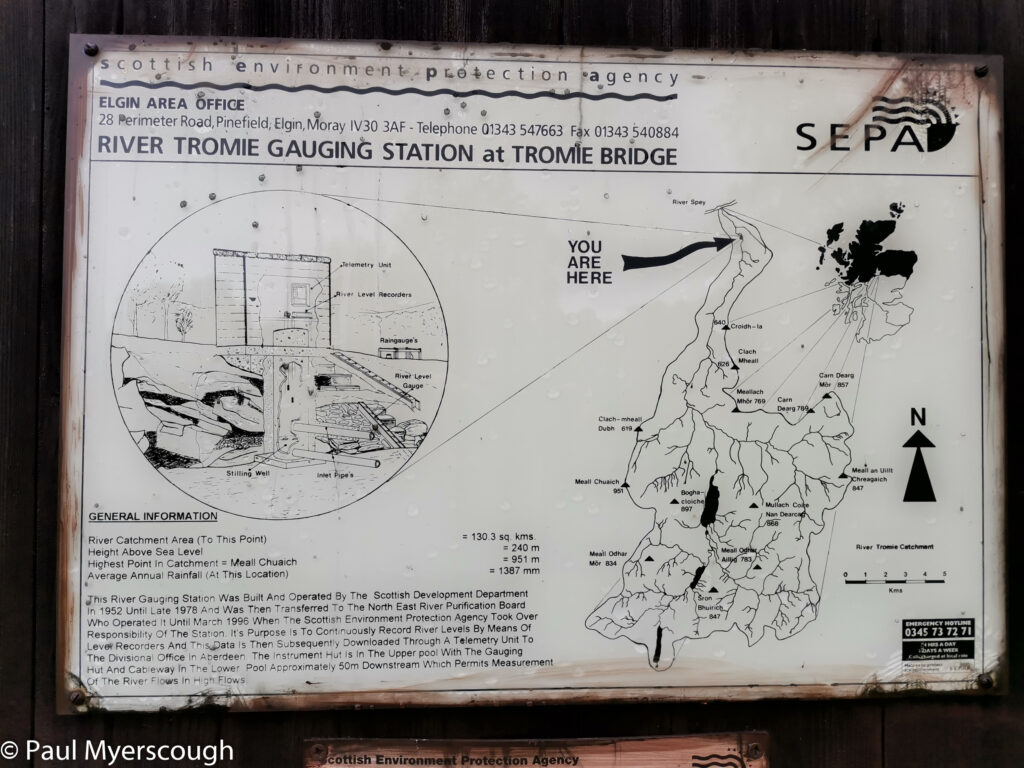 scottish environment protection agency
ELGIN AREA OFFICE
28 Perimeter Road, Pinefield, Elgin, Moray IV30 3AF - Telephone 01343 547663 Fax 01343 540884
RIVER TROMIE GAUGING STATION at TROMIE BRIDGE
SEPA
Telemetry Unit
River Level Recorders
Raingauge's
River Level
Gauge
Stilling Well
Inlet Pipe's
River Spey
YOU
ARE
HERE
640
Croidh-la
Clach
Mheall
826
Meallach
Mhòr 769
Carn
Dearg 789
Carn Dearg
Mòr 857
Clach-mheall
Dubh 619
Meall Chuaich
951
Bogha-
cloiche
897
Mullach Coire
Nan Dearcag
868
Meall an Uillt
Chreagaich
847
Meall Odhar
Mòr 834
Meall Odhar
Ailig 783
Sron
Bhuirich
847
N
River Tromie Catchment
0 1 2 3 4 5
Kms
GENERAL INFORMATION
River Catchment Area (To This Point) = 130.3 sq. kms.
Height Above Sea Level = 240 m
Highest Point In Catchment = Meall Chuaich = 951 m
Average Annual Rainfall (At This Location) = 1387 mm
This River Gauging Station Was Built And Operated By The Scottish Development Department
In 1952 Until Late 1978 And Was Then Transferred To The North East River Purification Board
Who Operated It Until March 1996 When The Scottish Environment Protection Agency Took Over
Responsibility Of The Station. It's Purpose Is To Continuously Record River Levels By Means Of
Level Recorders And This Data Is Then Subsequently Downloaded Through A Telemetry Unit To
The Divisional Office In Aberdeen. The Instrument Hut Is In The Upper pool With The Gauging
Hut And Cableway In The Lower Pool Approximately 50m Downstream Which Permits Measurement
Of The River Flows In High Flows.
EMERGENCY HOTLINE
0345 73 72 71
24 HRS A DAY
7 DAYS A WEEK
© Paul Myerscough
Scottish Environment Protection Agency